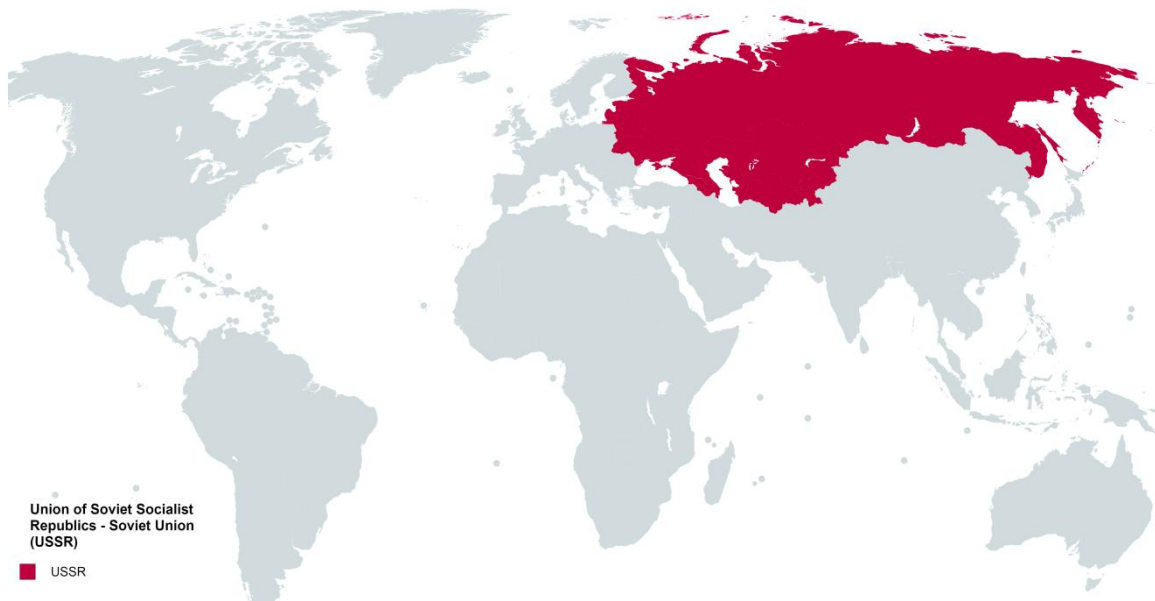 Union of Soviet Socialist
Republics - Soviet Union
(USSR)
USSR